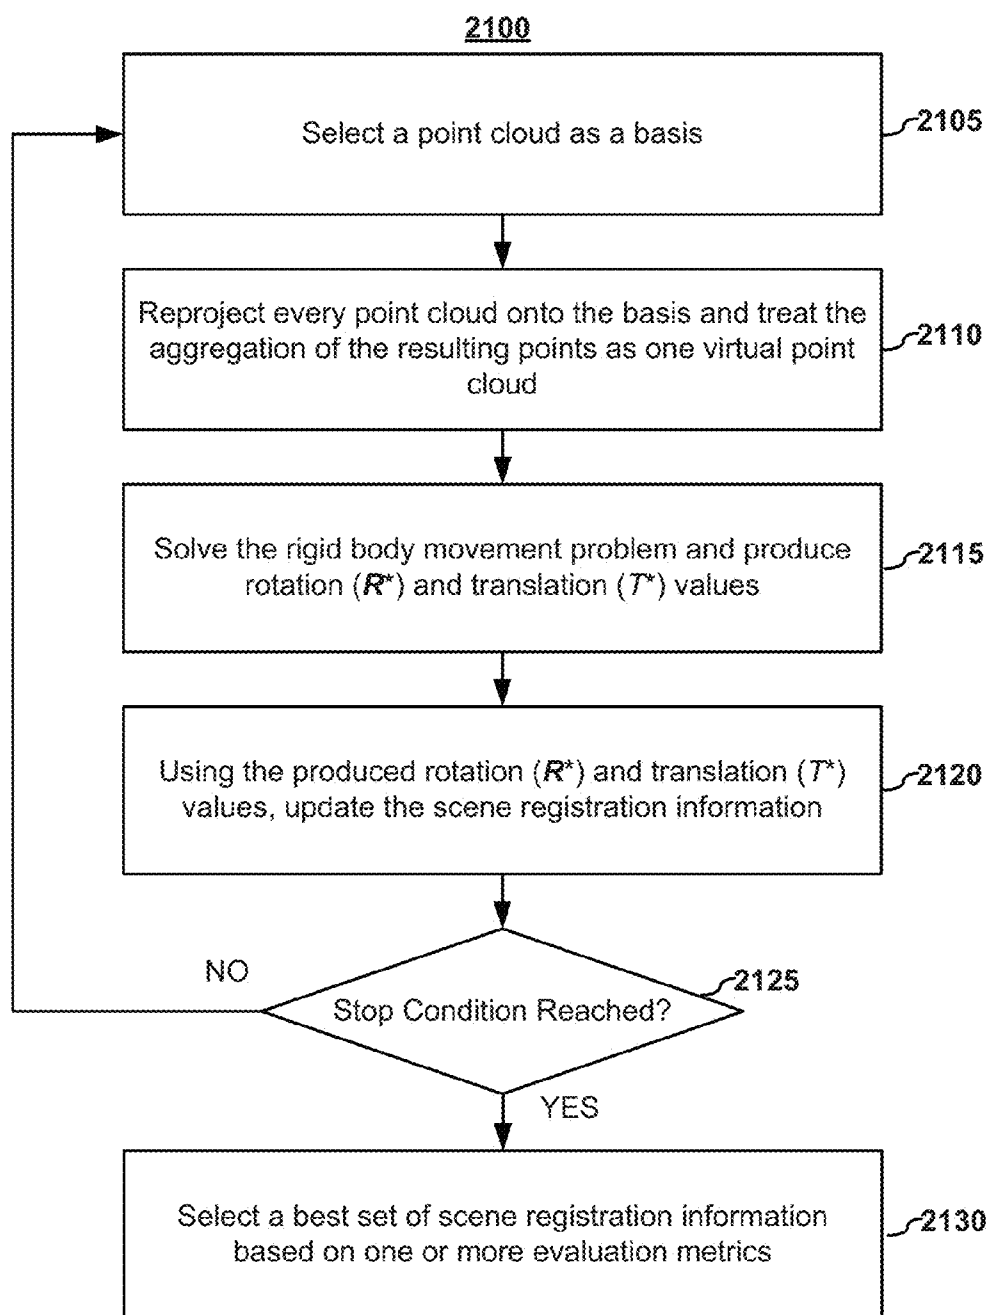 2100
Select a point cloud as a basis
2105
Reproject every point cloud onto the basis and treat the
aggregation of the resulting points as one virtual point
cloud
2110
Solve the rigid body movement problem and produce
rotation (R*) and translation (T*) values
2115
Using the produced rotation (R*) and translation (T*)
values, update the scene registration information
2120
NO
Stop Condition Reached?
2125
YES
Select a best set of scene registration information
based on one or more evaluation metrics
2130